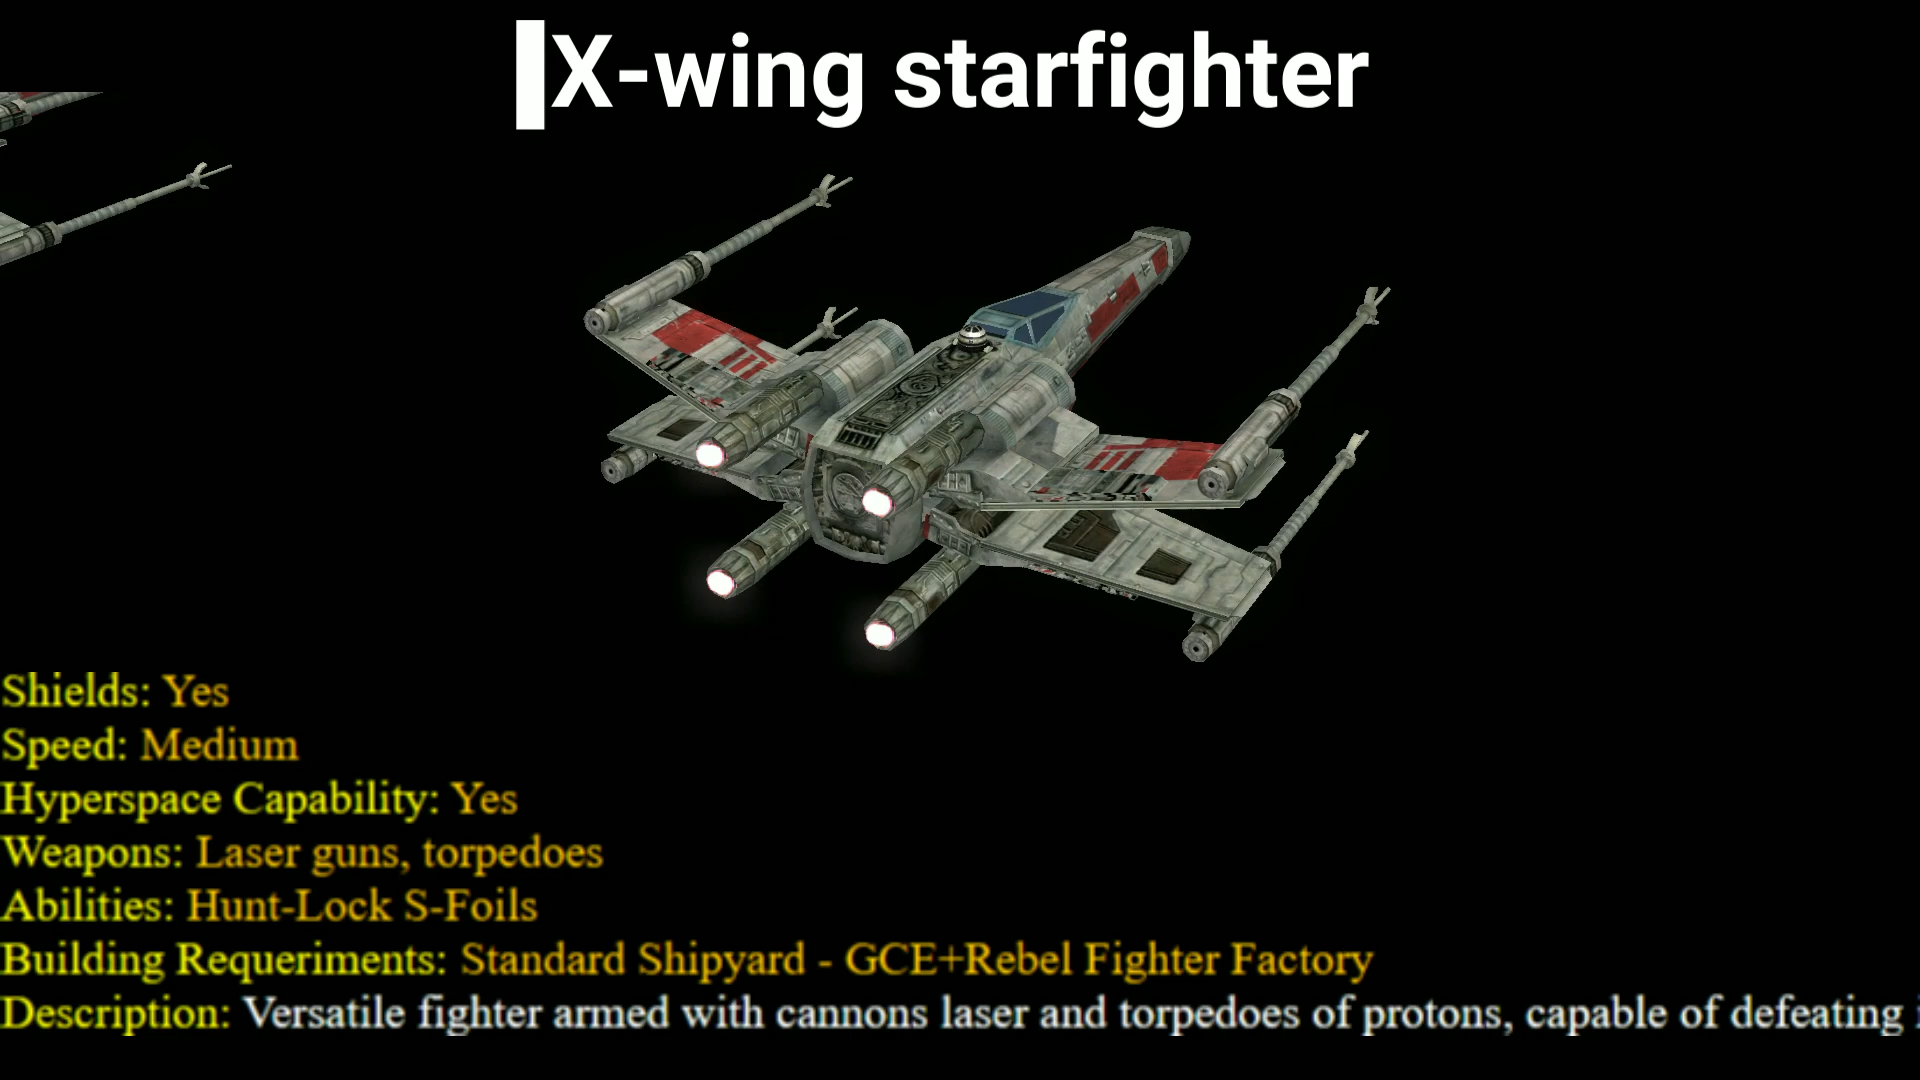 X-wing starfighter
Shields: Yes
Speed: Medium
Hyperspace Capability: Yes
Weapons: Laser guns, torpedoes
Abilities: Hunt-Lock S-Foils
Building Requeriments: Standard Shipyard - GCE+Rebel Fighter Factory
Description: Versatile fighter armed with cannons laser and torpedoes of protons, capable of defeating